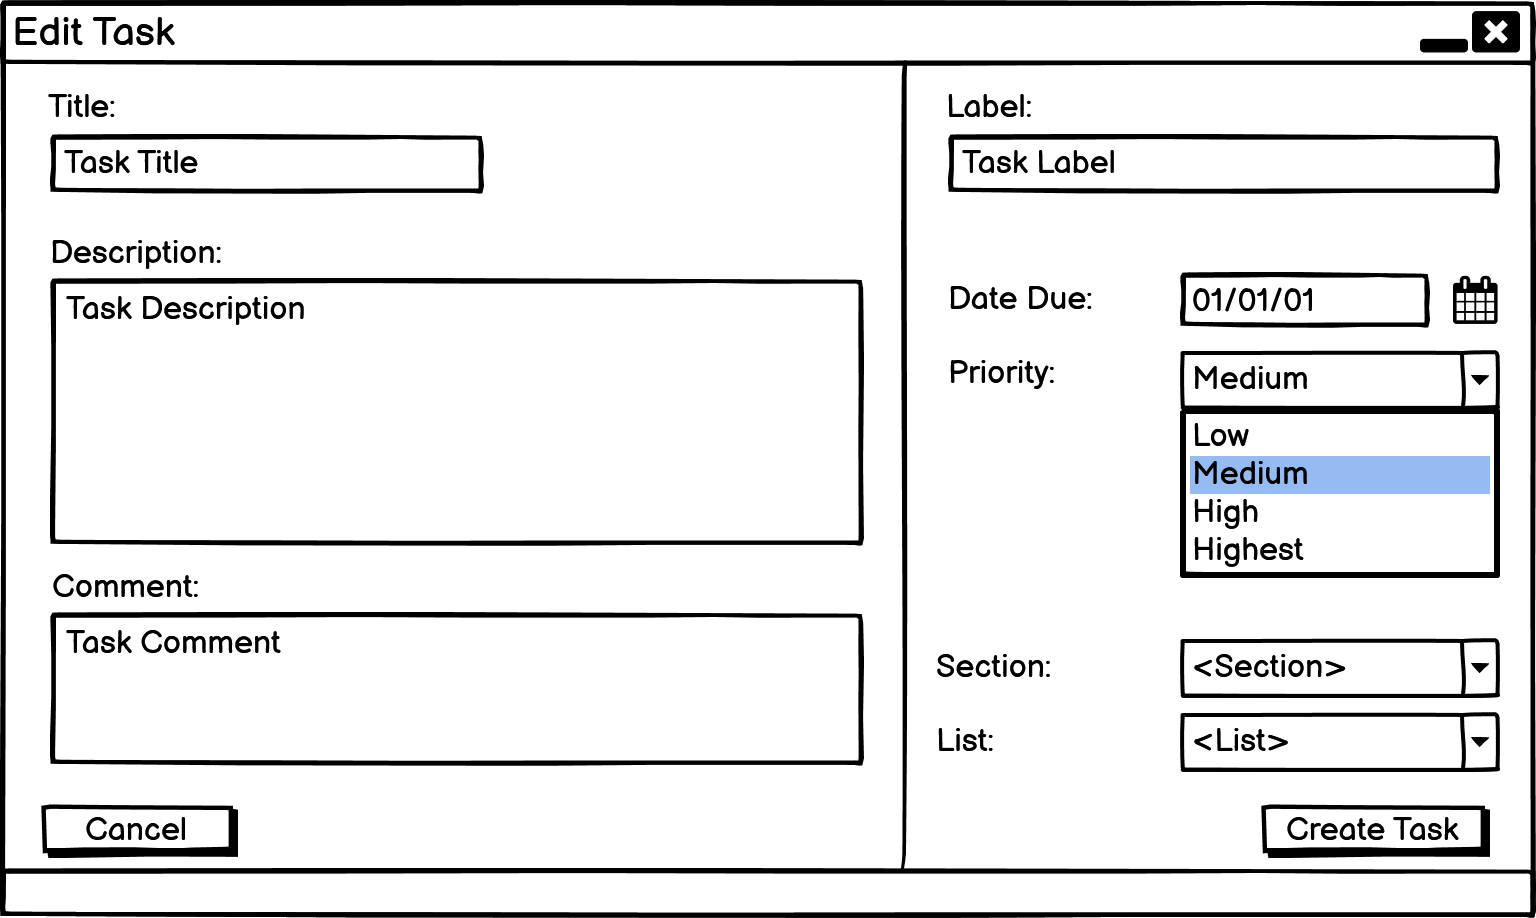 Edit Task
Title:
Task Title
Description:
Task Description
Comment:
Task Comment
Cancel
Label:
Task Label
Date Due: 01/01/01
Priority: Medium
Low
Medium
High
Highest
Section: <Section>
List: <List>
Create Task